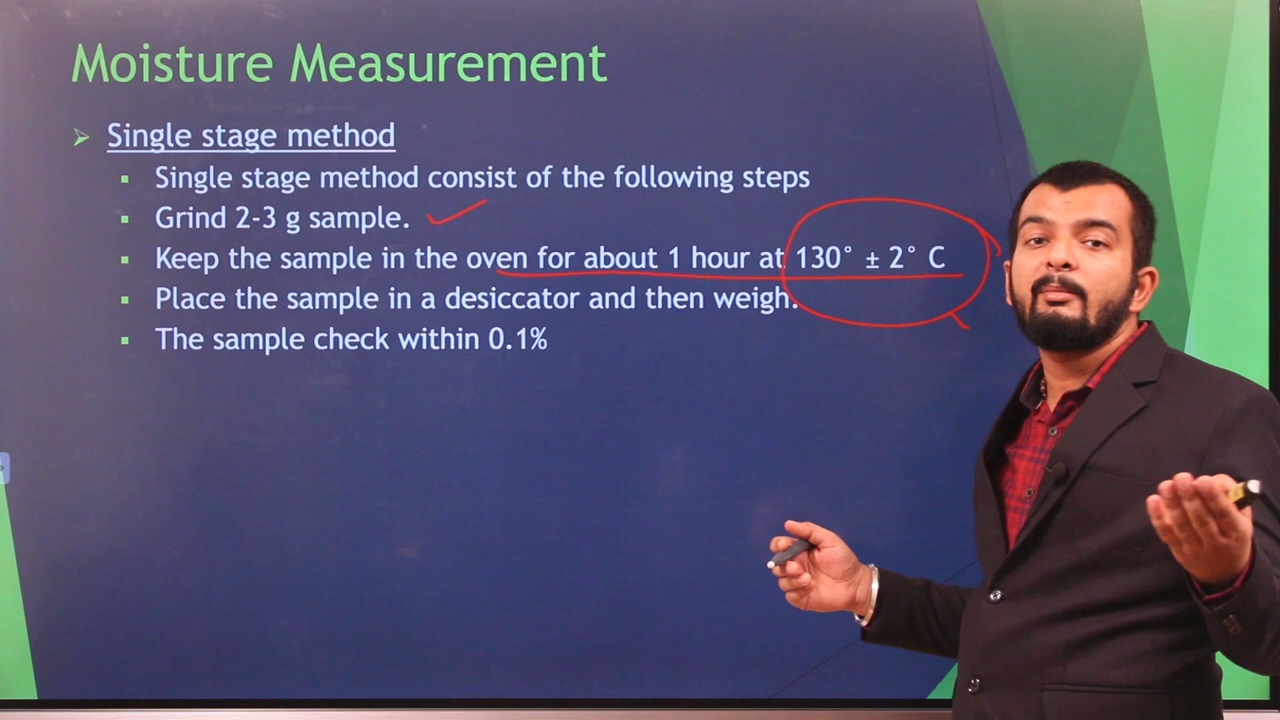 Moisture Measurement
Single stage method
Single stage method consist of the following steps
Grind 2-3 g sample.
Keep the sample in the oven for about 1 hour at 130° ± 2° C
Place the sample in a desiccator and then weigh.
The sample check within 0.1%